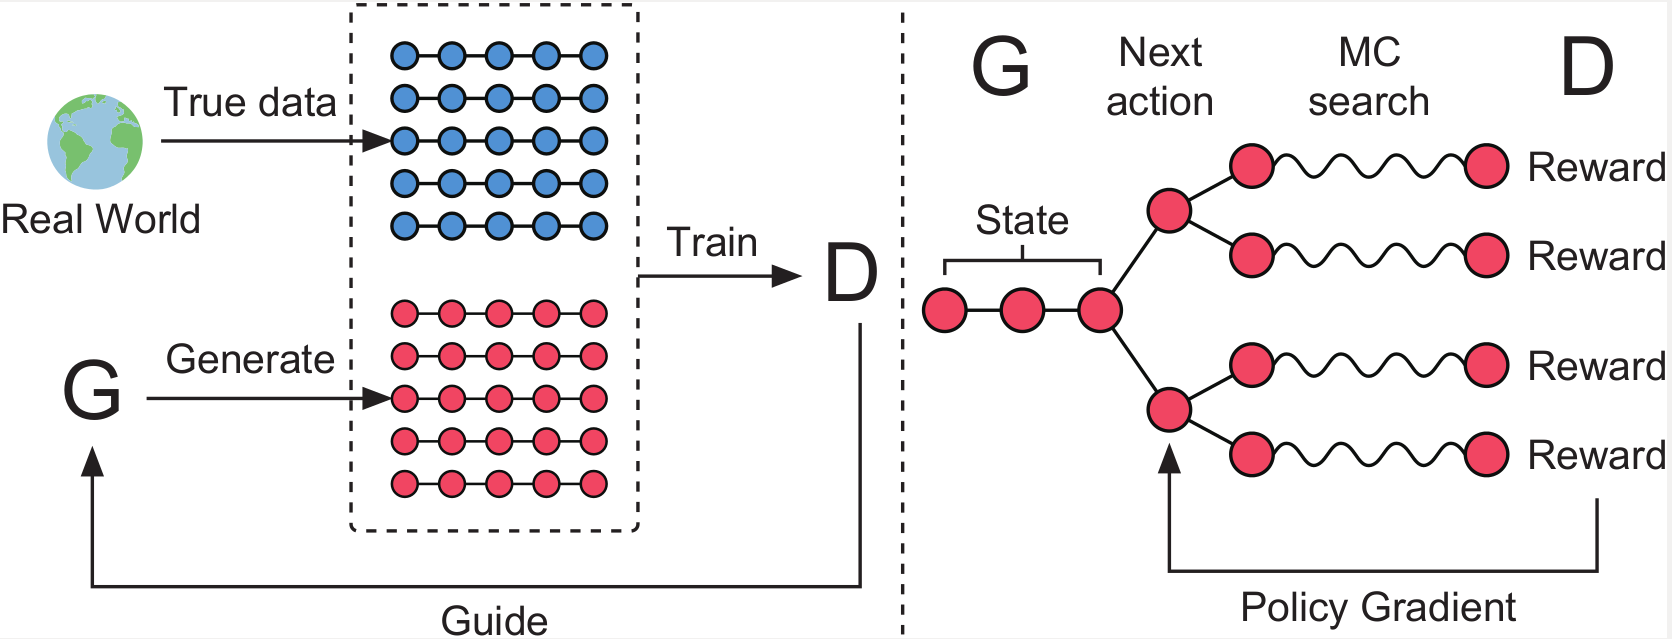 True data
Real World
G
Generate
Train
D
Guide
G
Next
action
MC
search
D
State
Reward
Reward
Reward
Reward
Policy Gradient